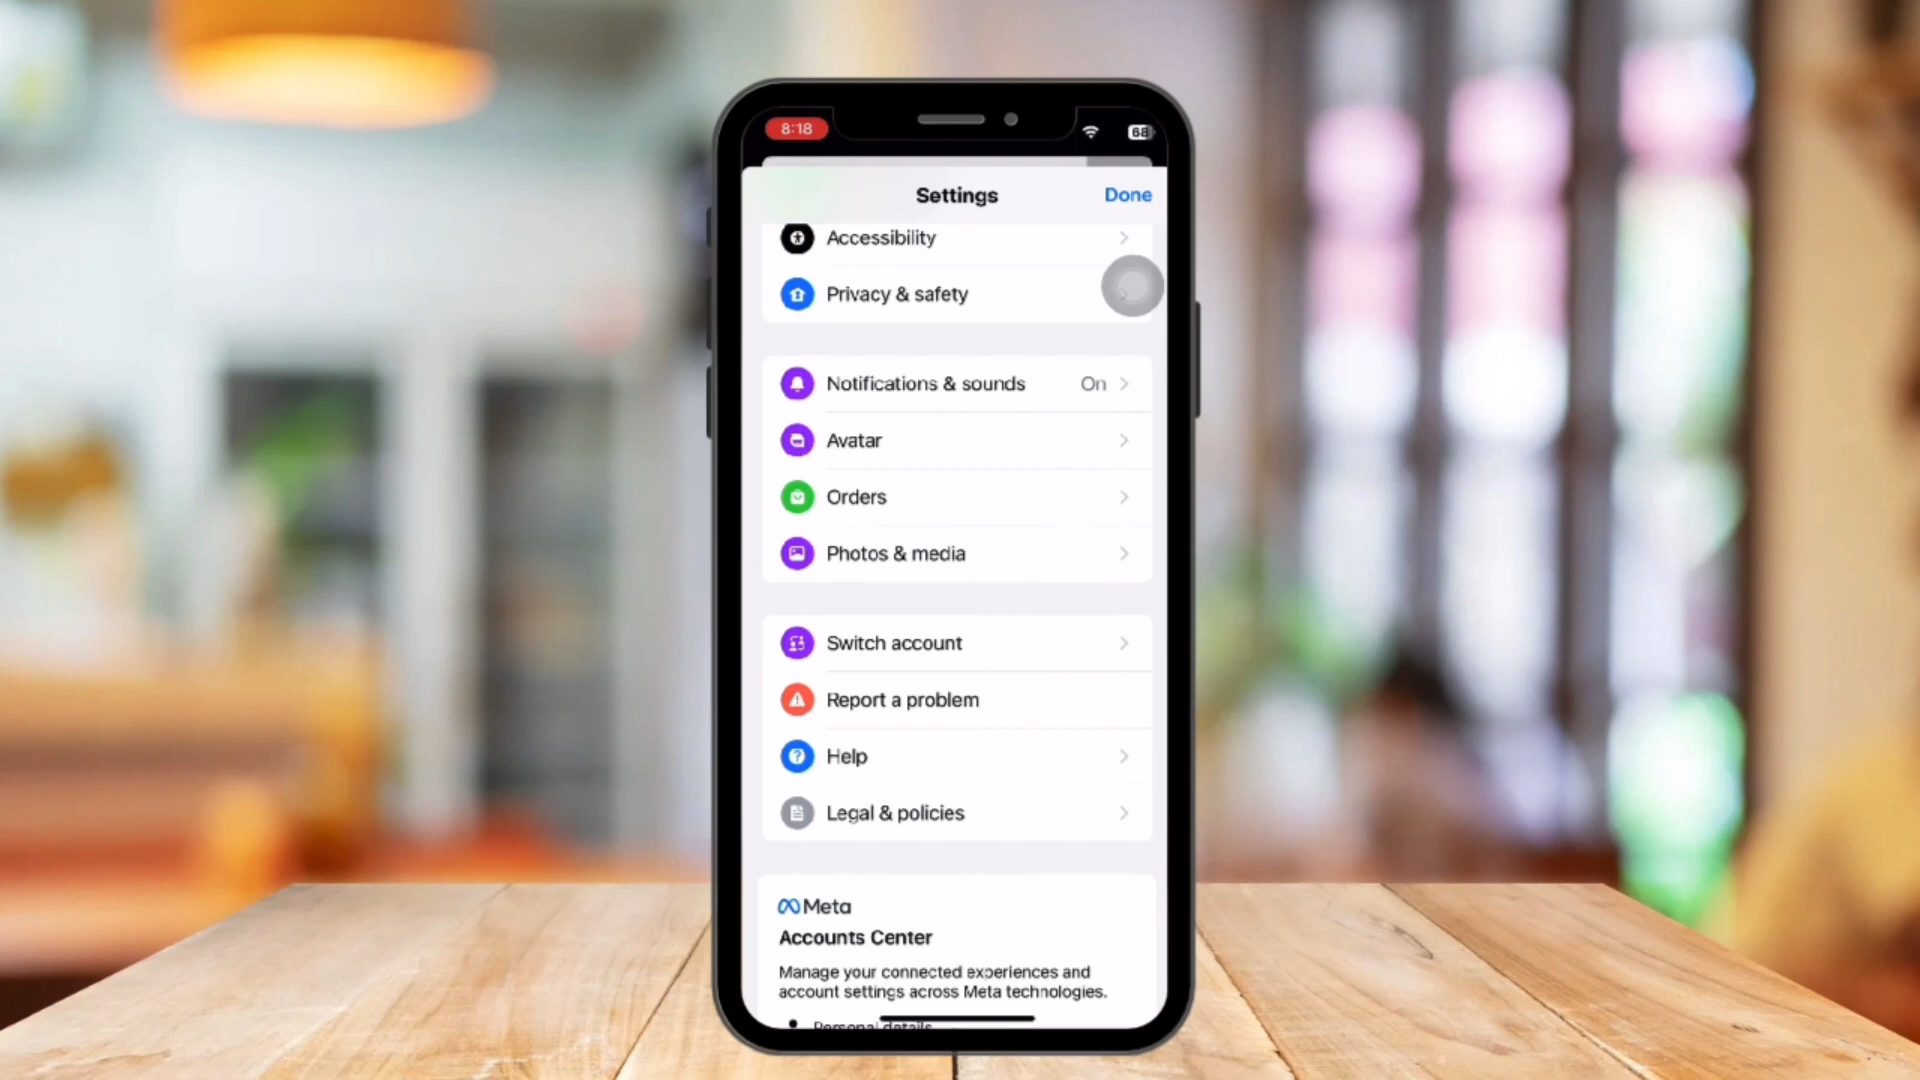 8:18
68
Settings
Done
Accessibility
Privacy & safety
Notifications & sounds
On
Avatar
Orders
Photos & media
Switch account
Report a problem
Help
Legal & policies
Meta
Accounts Center
Manage your connected experiences and
account settings across Meta technologies.
Personal details